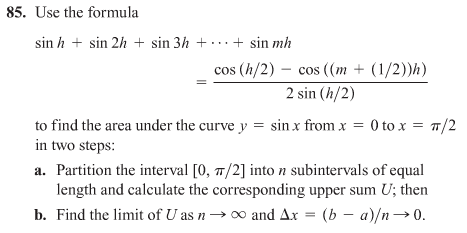 85. Use the formula
sin h + sin 2h + sin 3h + ⋯ + sin mh
= cos (h/2) − cos ((m + (1/2))h) / 2 sin (h/2)
to find the area under the curve y = sin x from x = 0 to x = π/2
in two steps:
a. Partition the interval [0, π/2] into n subintervals of equal
length and calculate the corresponding upper sum U; then
b. Find the limit of U as n → ∞ and Δx = (b − a)/n → 0.